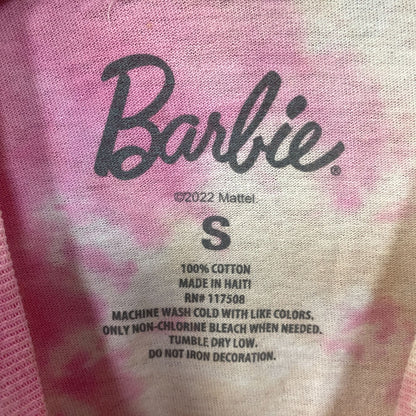 Barbie®
©2022 Mattel
S
100% COTTON
MADE IN HAITI
RN# 117508
MACHINE WASH COLD WITH LIKE COLORS.
ONLY NON-CHLORINE BLEACH WHEN NEEDED.
TUMBLE DRY LOW.
DO NOT IRON DECORATION.